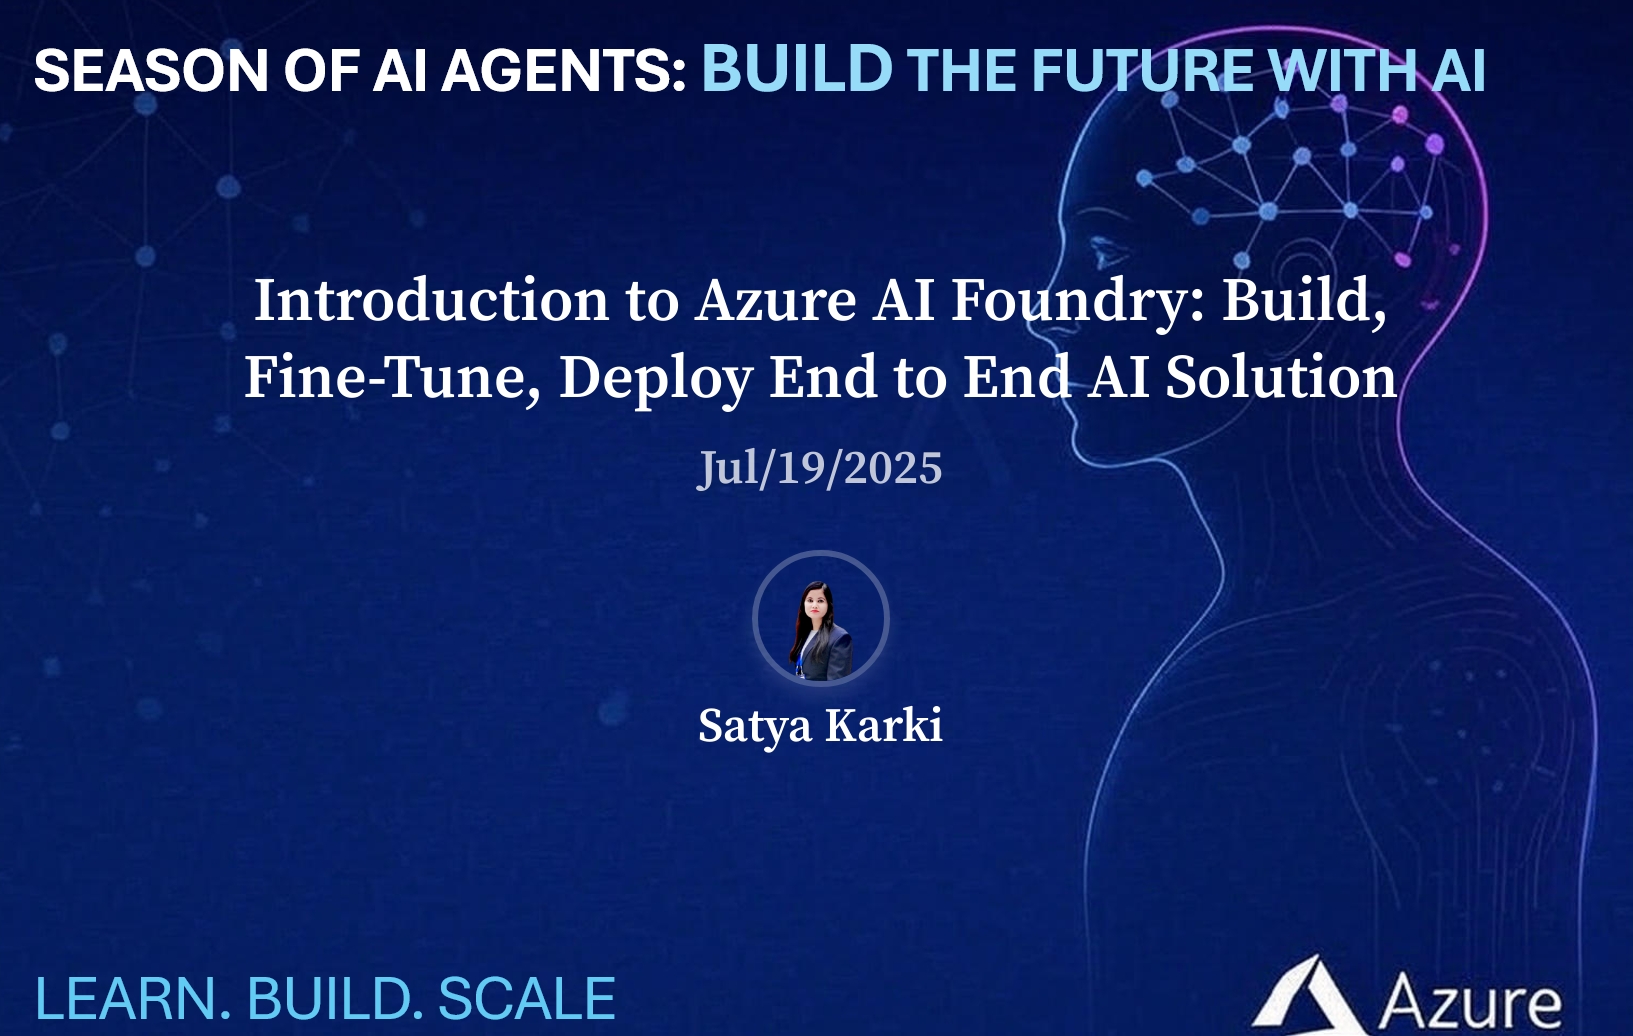 SEASON OF AI AGENTS: BUILD THE FUTURE WITH AI
Introduction to Azure AI Foundry: Build,
Fine-Tune, Deploy End to End AI Solution
Jul/19/2025
Satya Karki
LEARN. BUILD. SCALE
Azure